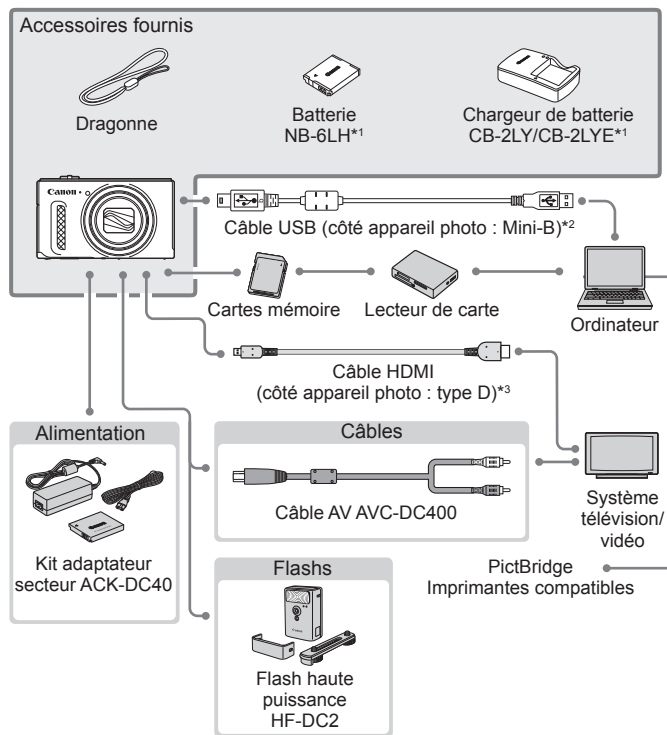 Accessoires fournis
Dragonne
Batterie
NB-6LH*1
Chargeur de batterie
CB-2LY/CB-2LYE*1
Canon
Câble USB (côté appareil photo : Mini-B)*2
Cartes mémoire
Lecteur de carte
Ordinateur
Câble HDMI
(côté appareil photo : type D)*3
Alimentation
Kit adaptateur
secteur ACK-DC40
Câbles
Câble AV AVC-DC400
Système
télévision/
vidéo
Flashs
Flash haute
puissance
HF-DC2
PictBridge
Imprimantes compatibles